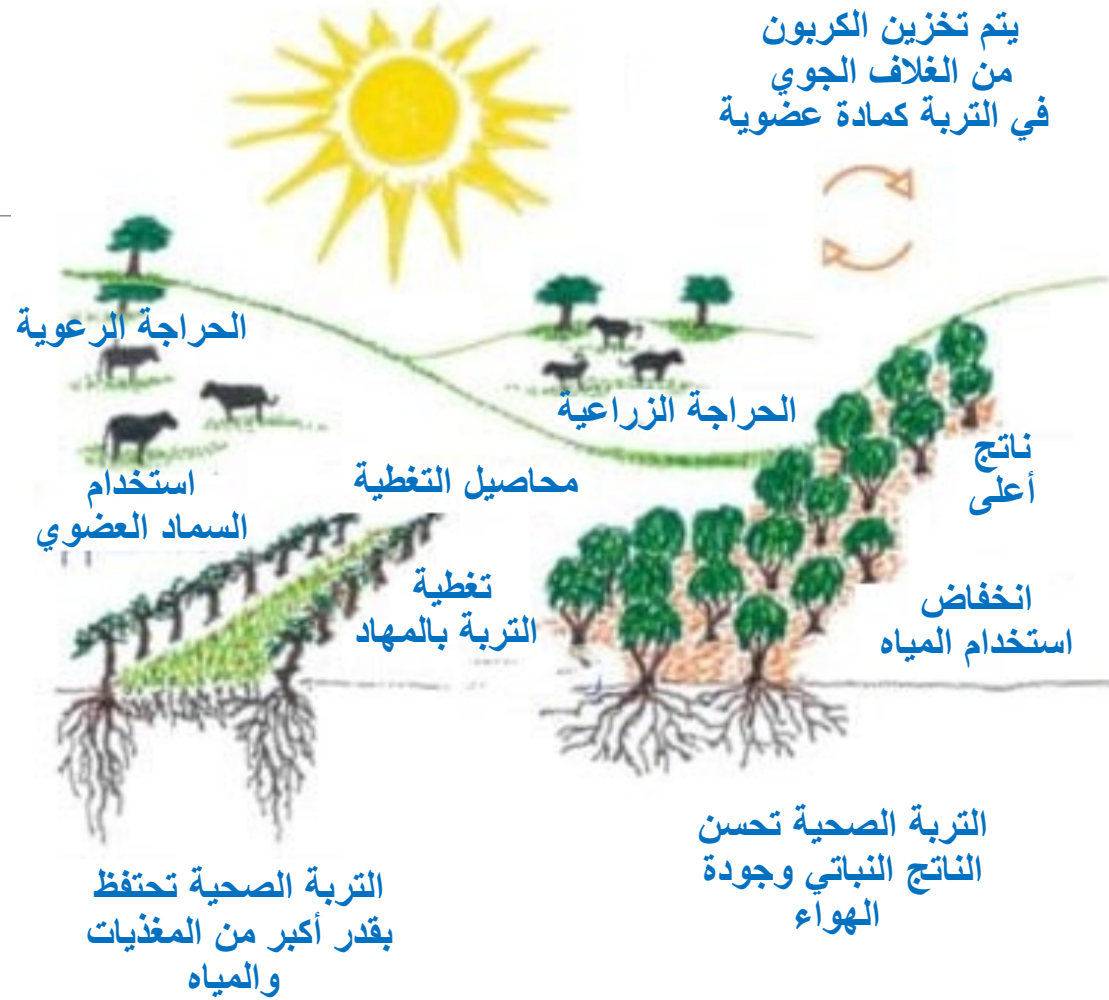 يتم تخزين الكربون
من الغلاف الجوي
في التربة كمادة عضوية
الحراجة الرعوية
الحراجة الزراعية
ناتج
أعلى
محاصيل التغطية
استخدام
السماد العضوي
تغطية
التربة بالمهاد
انخفاض
استخدام المياه
التربة الصحية تحسن
الناتج النباتي وجودة
الهواء
التربة الصحية تحتفظ
بقدر أكبر من المغذيات
والمياه